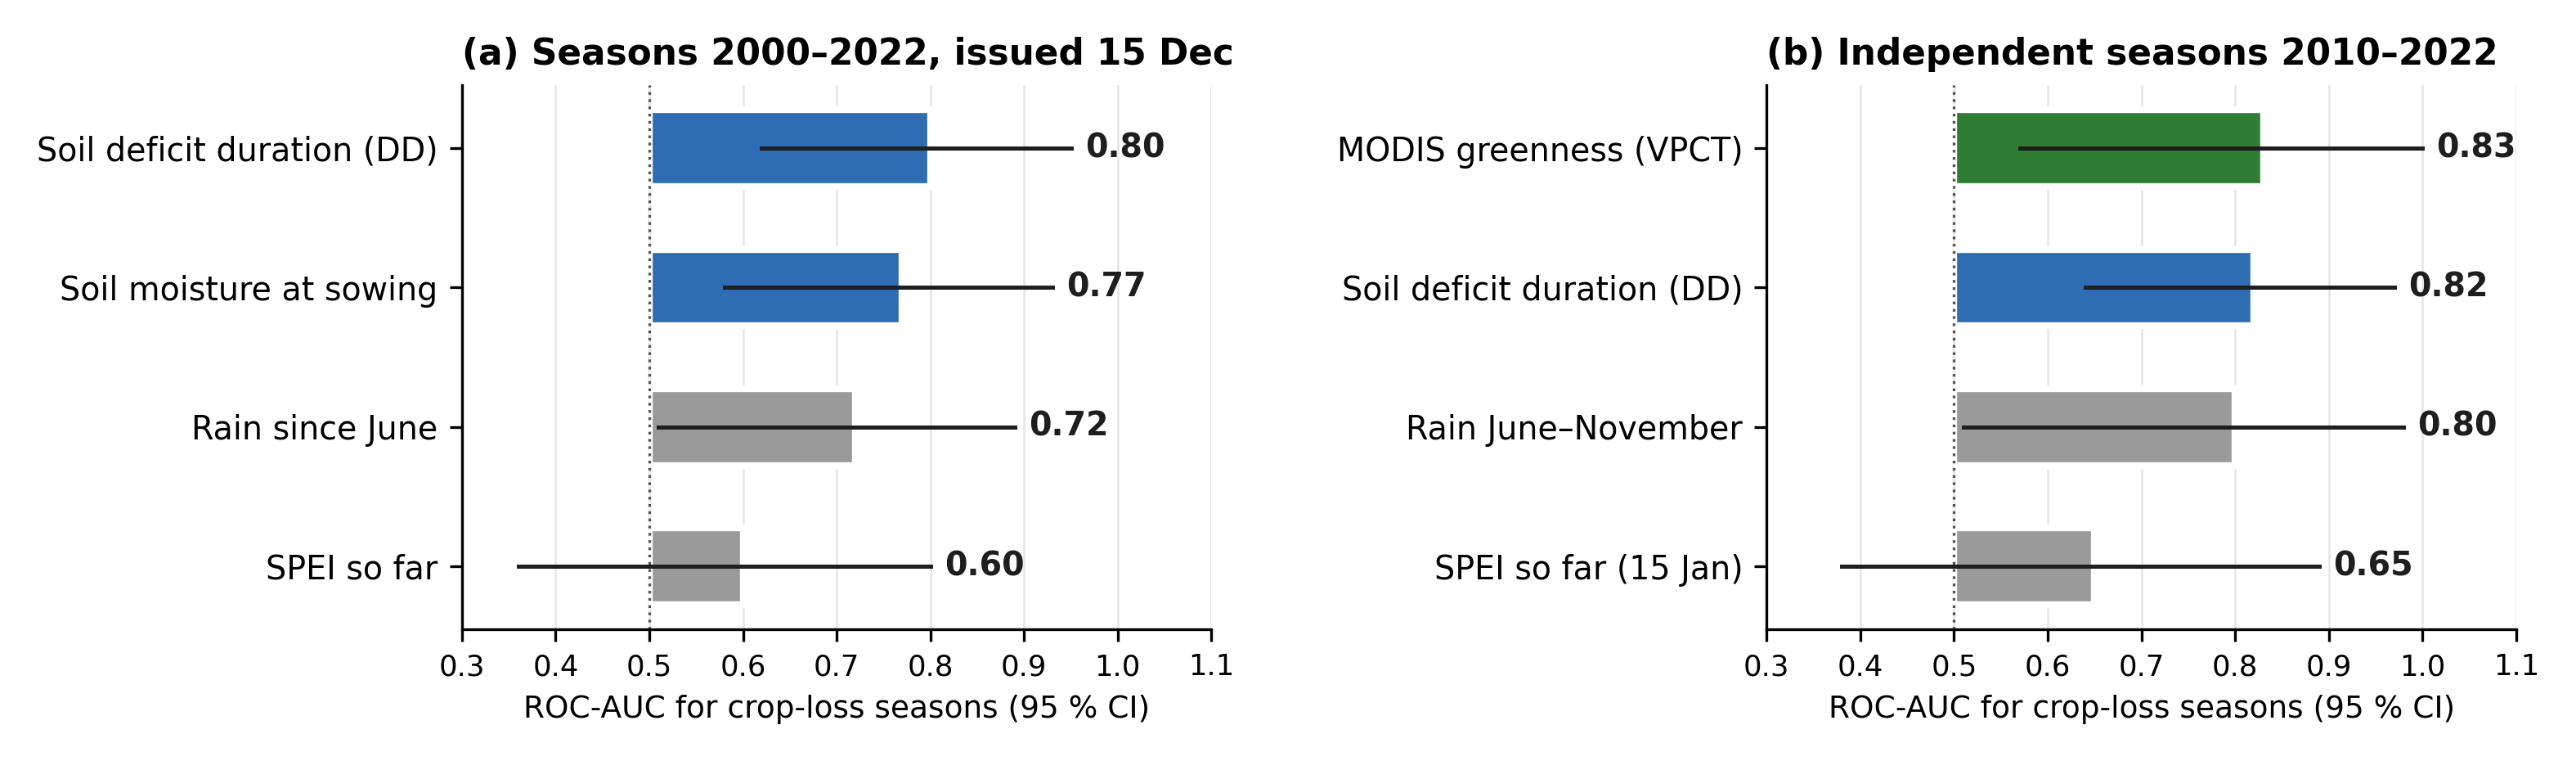 (a) Seasons 2000–2022, issued 15 Dec
Soil deficit duration (DD)
0.80
Soil moisture at sowing
0.77
Rain since June
0.72
SPEI so far
0.60
0.3 0.4 0.5 0.6 0.7 0.8 0.9 1.0 1.1
ROC-AUC for crop-loss seasons (95 % CI)
(b) Independent seasons 2010–2022
MODIS greenness (VPCT)
0.83
Soil deficit duration (DD)
0.82
Rain June–November
0.80
SPEI so far (15 Jan)
0.65
0.3 0.4 0.5 0.6 0.7 0.8 0.9 1.0 1.1
ROC-AUC for crop-loss seasons (95 % CI)